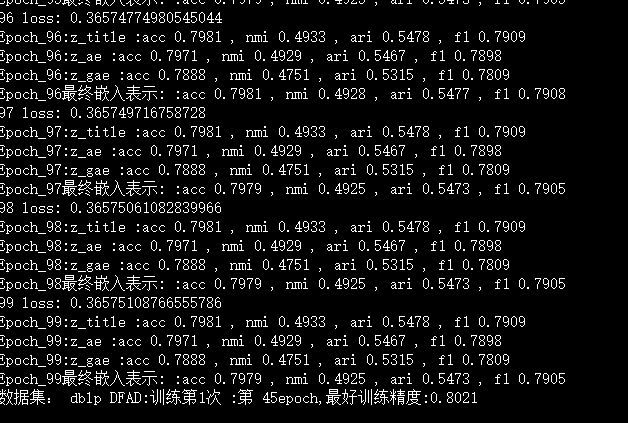 96 loss: 0.36574774980545044
Epoch_96:z_title :acc 0.7981 , nmi 0.4933 , ari 0.5478 , f1 0.7909
Epoch_96:z_ae :acc 0.7971 , nmi 0.4929 , ari 0.5467 , f1 0.7898
Epoch_96:z_gae :acc 0.7888 , nmi 0.4751 , ari 0.5315 , f1 0.7809
Epoch_96最终嵌入表示: :acc 0.7981 , nmi 0.4928 , ari 0.5477 , f1 0.7908
97 loss: 0.365749716758728
Epoch_97:z_title :acc 0.7981 , nmi 0.4933 , ari 0.5478 , f1 0.7909
Epoch_97:z_ae :acc 0.7971 , nmi 0.4929 , ari 0.5467 , f1 0.7898
Epoch_97:z_gae :acc 0.7888 , nmi 0.4751 , ari 0.5315 , f1 0.7809
Epoch_97最终嵌入表示: :acc 0.7979 , nmi 0.4925 , ari 0.5473 , f1 0.7905
98 loss: 0.36575061082839966
Epoch_98:z_title :acc 0.7981 , nmi 0.4933 , ari 0.5478 , f1 0.7909
Epoch_98:z_ae :acc 0.7971 , nmi 0.4929 , ari 0.5467 , f1 0.7898
Epoch_98:z_gae :acc 0.7888 , nmi 0.4751 , ari 0.5315 , f1 0.7809
Epoch_98最终嵌入表示: :acc 0.7979 , nmi 0.4925 , ari 0.5473 , f1 0.7905
99 loss: 0.36575108766555786
Epoch_99:z_title :acc 0.7981 , nmi 0.4933 , ari 0.5478 , f1 0.7909
Epoch_99:z_ae :acc 0.7971 , nmi 0.4929 , ari 0.5467 , f1 0.7898
Epoch_99:z_gae :acc 0.7888 , nmi 0.4751 , ari 0.5315 , f1 0.7809
Epoch_99最终嵌入表示: :acc 0.7979 , nmi 0.4925 , ari 0.5473 , f1 0.7905
数据集： dblp DFAD:训练第1次 :第 45epoch,最好训练精度:0.8021